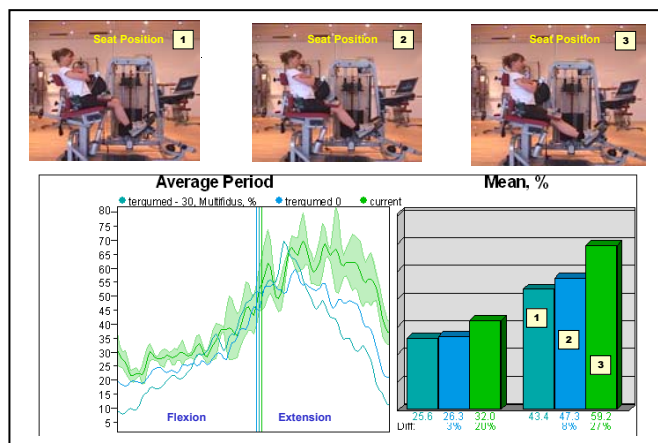 Seat Position 1
Seat Position 2
Seat Position 3
Average Period
Mean, %
tergumed - 30, Multifidus, % trergumed 0 current
80
75
70
65
60
55
50
45
40
35
30
25
20
15
10
5
Flexion Extension
1
2
3
25.6 26.3 32.0 43.4 47.3 59.2
Diff: 3% 20% 8% 27%